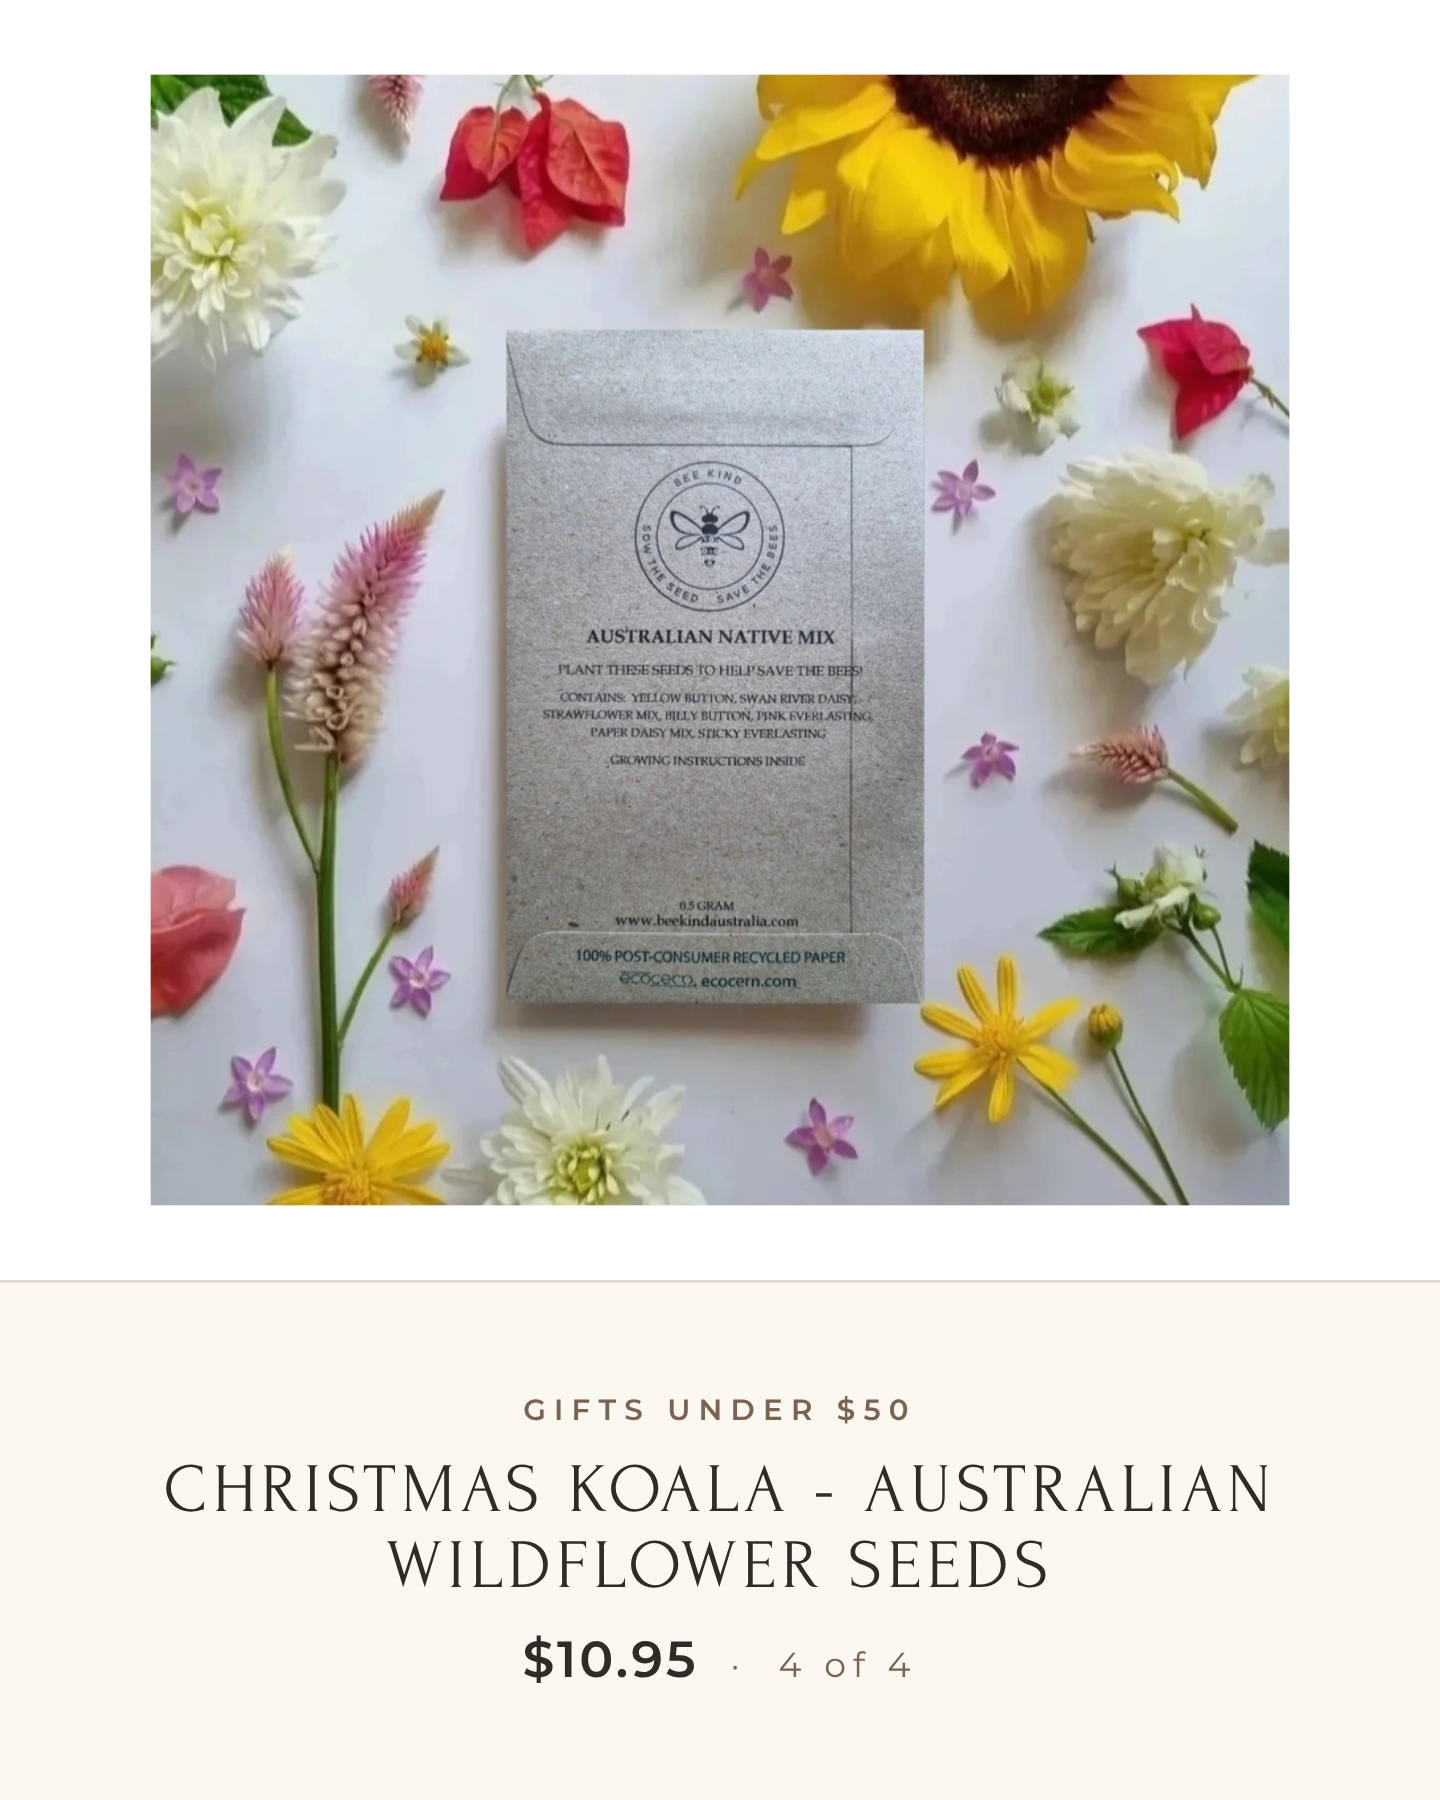 BEE KIND
SOW THE SEED SAVE THE BEES
AUSTRALIAN NATIVE MIX
PLANT THESE SEEDS TO HELP SAVE THE BEES!
CONTAINS: YELLOW BUTTON, SWAN RIVER DAISY,
STRAWFLOWER MIX, BILLY BUTTON, PINK EVERLASTING,
PAPER DAISY MIX, STICKY EVERLASTING
GROWING INSTRUCTIONS INSIDE
0.5 GRAM
www.beekindaustralia.com
100% POST-CONSUMER RECYCLED PAPER
ecocern.com
GIFTS UNDER $50
CHRISTMAS KOALA - AUSTRALIAN
WILDFLOWER SEEDS
$10.95 · 4 of 4